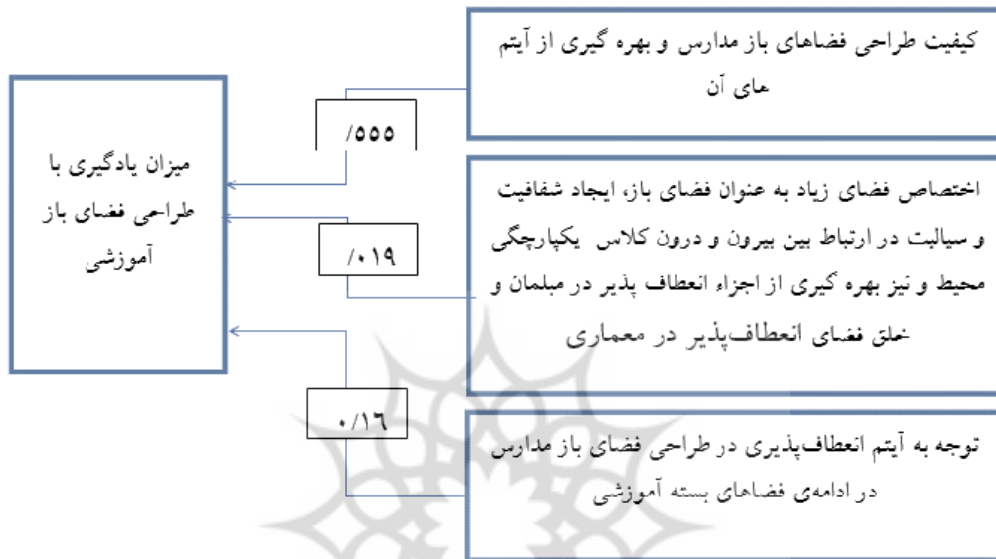 کیفیت طراحی فضاهای باز مدارس و بهره گیری از آیتم
های آن
/۵۵۵
میزان یادگیری با
طراحی فضای باز
آموزشی
اختصاص فضای زیاد به عنوان فضای باز، ایجاد شفافیت
و سیالیت در ارتباط بین بیرون و درون کلاس یکپارچگی
محیط و نیز بهره گیری از اجزاء انعطاف پذیر در مبلمان و
خلق فضای انعطاف‌پذیر در معماری
/۰۱۹
۰/۱۶
توجه به آیتم انعطاف‌پذیری در طراحی فضای باز مدارس
در ادامه‌ی فضاهای بسته آموزشی